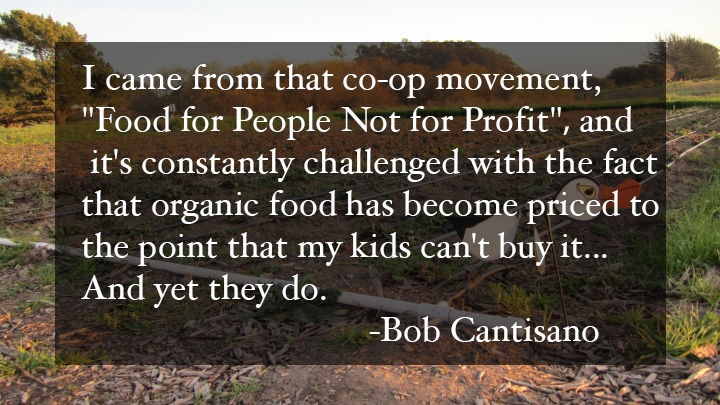 I came from that co-op movement,
"Food for People Not for Profit", and
it's constantly challenged with the fact
that organic food has become priced to
the point that my kids can't buy it...
And yet they do.
-Bob Cantisano